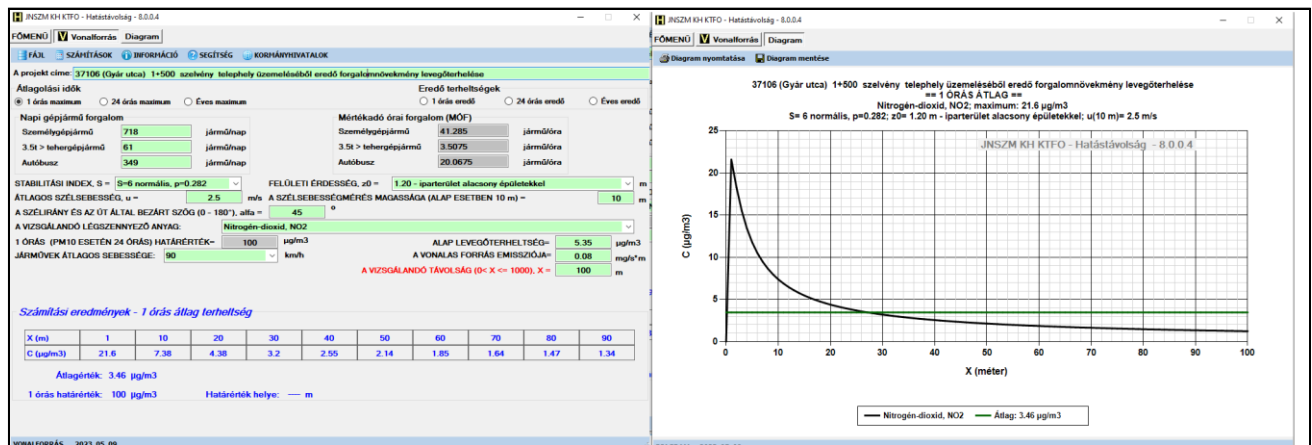 JNSZM KH KTFO - Hatástávolság - 8.0.0.4
FŐMENÜ Vonalforrás Diagram
FÁJL SZÁMÍTÁSOK INFORMÁCIÓ SEGÍTSÉG KORMÁNYHIVATALOK
A projekt címe: 37106 (Gyár utca) 1+500 szelvény telephely üzemeléséből eredő forgalomnövekmény levegőterhelése
Átlagolási idők Eredő terheltségek
1 órás maximum 24 órás maximum Éves maximum 1 órás eredő 24 órás eredő Éves eredő
Napi gépjármű forgalom Mértékadó órai forgalom (MÓF)
Személygépjármű 718 jármű/nap Személygépjármű 41.285 jármű/óra
3.5t > tehergépjármű 61 jármű/nap 3.5t > tehergépjármű 3.5075 jármű/óra
Autóbusz 349 jármű/nap Autóbusz 20.0675 jármű/óra
STABILITÁSI INDEX, S = S=6 normális, p=0.282 FELÜLETI ÉRDESSÉG, z0 = 1.20 - iparterület alacsony épületekkel m
ÁTLAGOS SZÉLSEBESSÉG, u = 2.5 m/s A SZÉLSEBESSÉGMÉRÉS MAGASSÁGA (ALAP ESETBEN 10 m) = 10 m
A SZÉLIRÁNY ÉS AZ ÚT ÁLTAL BEZÁRT SZÖG (0 - 180°), alfa = 45 °
A VIZSGÁLANDÓ LÉGSZENNYEZŐ ANYAG: Nitrogén-dioxid, NO2
1 ÓRÁS (PM10 ESETÉN 24 ÓRÁS) HATÁRÉRTÉK= 100 µg/m3 ALAP LEVEGŐTERHELTSÉG= 5.35 µg/m3
JÁRMŰVEK ÁTLAGOS SEBESSÉGE: 90 km/h A VONALAS FORRÁS EMISSZIÓJA= 0.08 mg/s*m
A VIZSGÁLANDÓ TÁVOLSÁG (0< X <= 1000), X = 100 m
Számítási eredmények - 1 órás átlag terheltség
X (m) 1 10 20 30 40 50 60 70 80 90
C (µg/m3) 21.6 7.38 4.38 3.2 2.55 2.14 1.85 1.64 1.47 1.34
Átlagérték: 3.46 µg/m3
1 órás határérték: 100 µg/m3 Határérték helye: --- m
VONALFORRÁS 2023. 05. 09.
JNSZM KH KTFO - Hatástávolság - 8.0.0.4
FŐMENÜ Vonalforrás Diagram
Diagram nyomtatása Diagram mentése
37106 (Gyár utca) 1+500 szelvény telephely üzemeléséből eredő forgalomnövekmény levegőterhelése
== 1 ÓRÁS ÁTLAG ==
Nitrogén-dioxid, NO2; maximum: 21.6 µg/m3
S= 6 normális, p=0.282; z0= 1.20 m - iparterület alacsony épületekkel; u(10 m)= 2.5 m/s
JNSZM KH KTFO - Hatástávolság - 8.0.0.4
25
20
15
10
5
0
C (µg/m3)
0 10 20 30 40 50 60 70 80 90 100
X (méter)
Nitrogén-dioxid, NO2 Átlag: 3.46 µg/m3